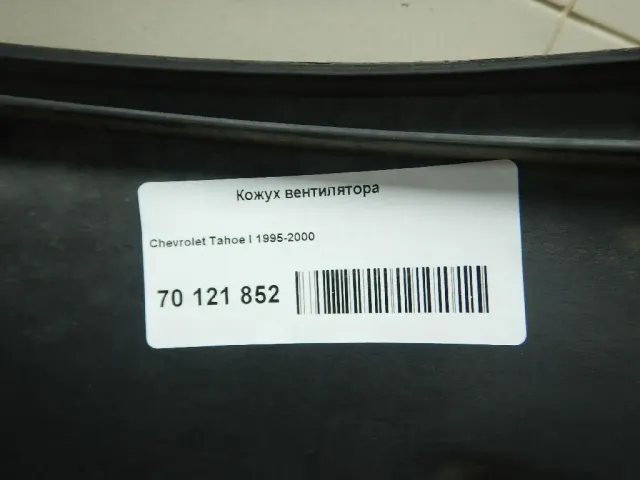 Кожух вентилятора
Chevrolet Tahoe I 1995-2000
70 121 852